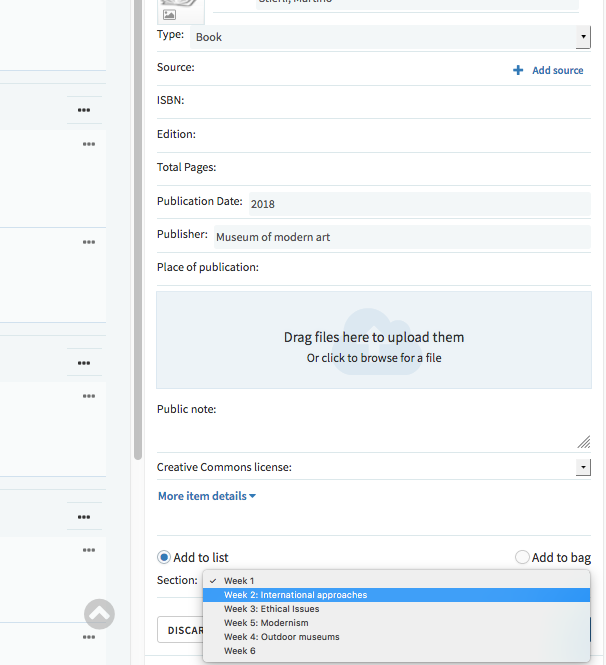 Stierli, Martino
Type: Book
Source: + Add source
ISBN:
Edition:
Total Pages:
Publication Date: 2018
Publisher: Museum of modern art
Place of publication:
Drag files here to upload them
Or click to browse for a file
Public note:
Creative Commons license:
More item details
Add to list Add to bag
Section: ✓ Week 1
Week 2: International approaches
Week 3: Ethical Issues
Week 5: Modernism
Week 4: Outdoor museums
Week 6
DISCAR